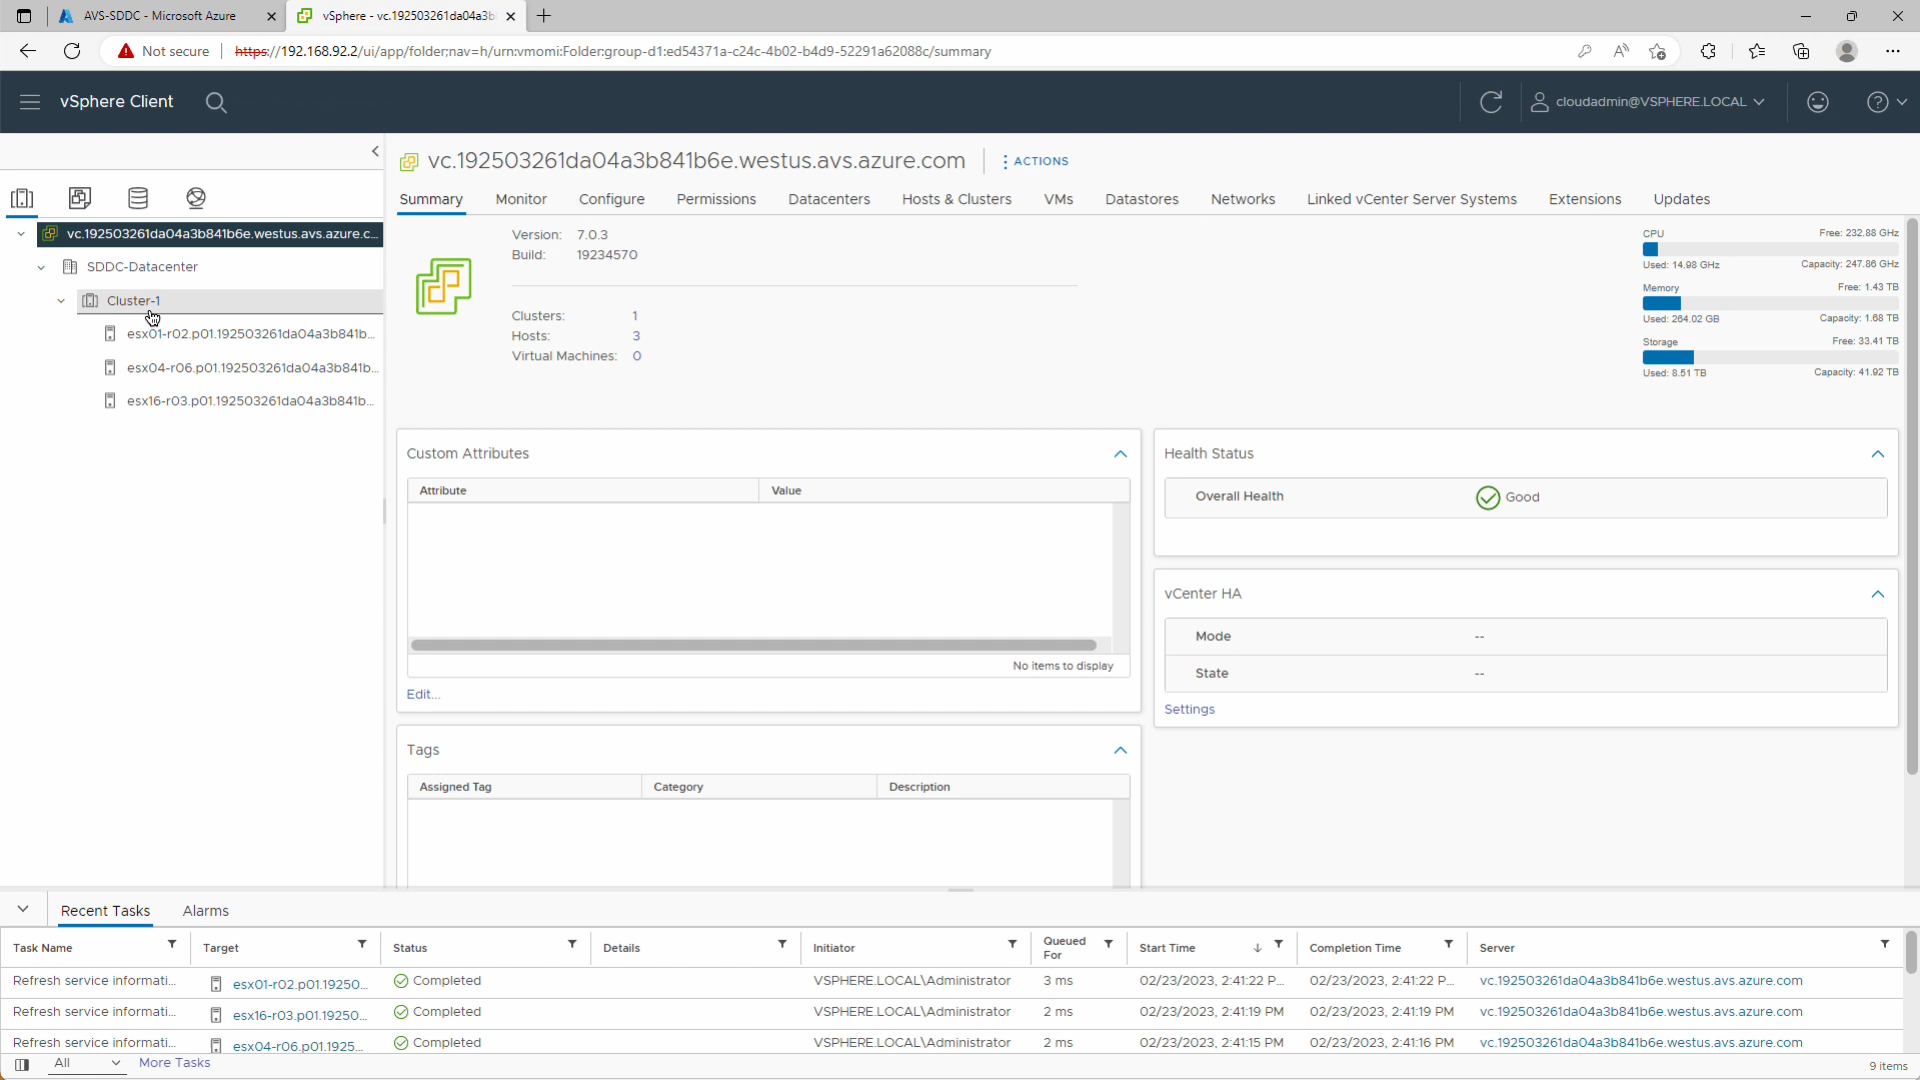 AVS-SDDC - Microsoft Azure
vSphere - vc.192503261da04a3b
Not secure
https://192.168.92.2/ui/app/folder;nav=h/urn:vmomi:Folder:group-d1:ed54371a-c24c-4b02-b4d9-52291a62088c/summary
vSphere Client
cloudadmin@VSPHERE.LOCAL
vc.192503261da04a3b841b6e.westus.avs.azure.com
ACTIONS
Summary
Monitor
Configure
Permissions
Datacenters
Hosts & Clusters
VMs
Datastores
Networks
Linked vCenter Server Systems
Extensions
Updates
vc.192503261da04a3b841b6e.westus.avs.azure.c...
SDDC-Datacenter
Cluster-1
esx01-r02.p01.192503261da04a3b841b...
esx04-r06.p01.192503261da04a3b841b...
esx16-r03.p01.192503261da04a3b841b...
Version: 7.0.3
Build: 19234570
Clusters: 1
Hosts: 3
Virtual Machines: 0
CPU Free: 232.88 GHz
Used: 14.98 GHz Capacity: 247.86 GHz
Memory Free: 1.43 TB
Used: 264.02 GB Capacity: 1.68 TB
Storage Free: 33.41 TB
Used: 8.51 TB Capacity: 41.92 TB
Custom Attributes
Attribute Value
No items to display
Edit...
Tags
Assigned Tag Category Description
Health Status
Overall Health Good
vCenter HA
Mode --
State --
Settings
Recent Tasks Alarms
Task Name Target Status Details Initiator Queued For Start Time Completion Time Server
Refresh service informati... esx01-r02.p01.19250... Completed VSPHERE.LOCAL\Administrator 3 ms 02/23/2023, 2:41:22 P... 02/23/2023, 2:41:22 P... vc.192503261da04a3b841b6e.westus.avs.azure.com
Refresh service informati... esx16-r03.p01.19250... Completed VSPHERE.LOCAL\Administrator 2 ms 02/23/2023, 2:41:19 PM 02/23/2023, 2:41:19 PM vc.192503261da04a3b841b6e.westus.avs.azure.com
Refresh service informati... esx04-r06.p01.1925... Completed VSPHERE.LOCAL\Administrator 2 ms 02/23/2023, 2:41:15 PM 02/23/2023, 2:41:16 PM vc.192503261da04a3b841b6e.westus.avs.azure.com
All More Tasks 9 items